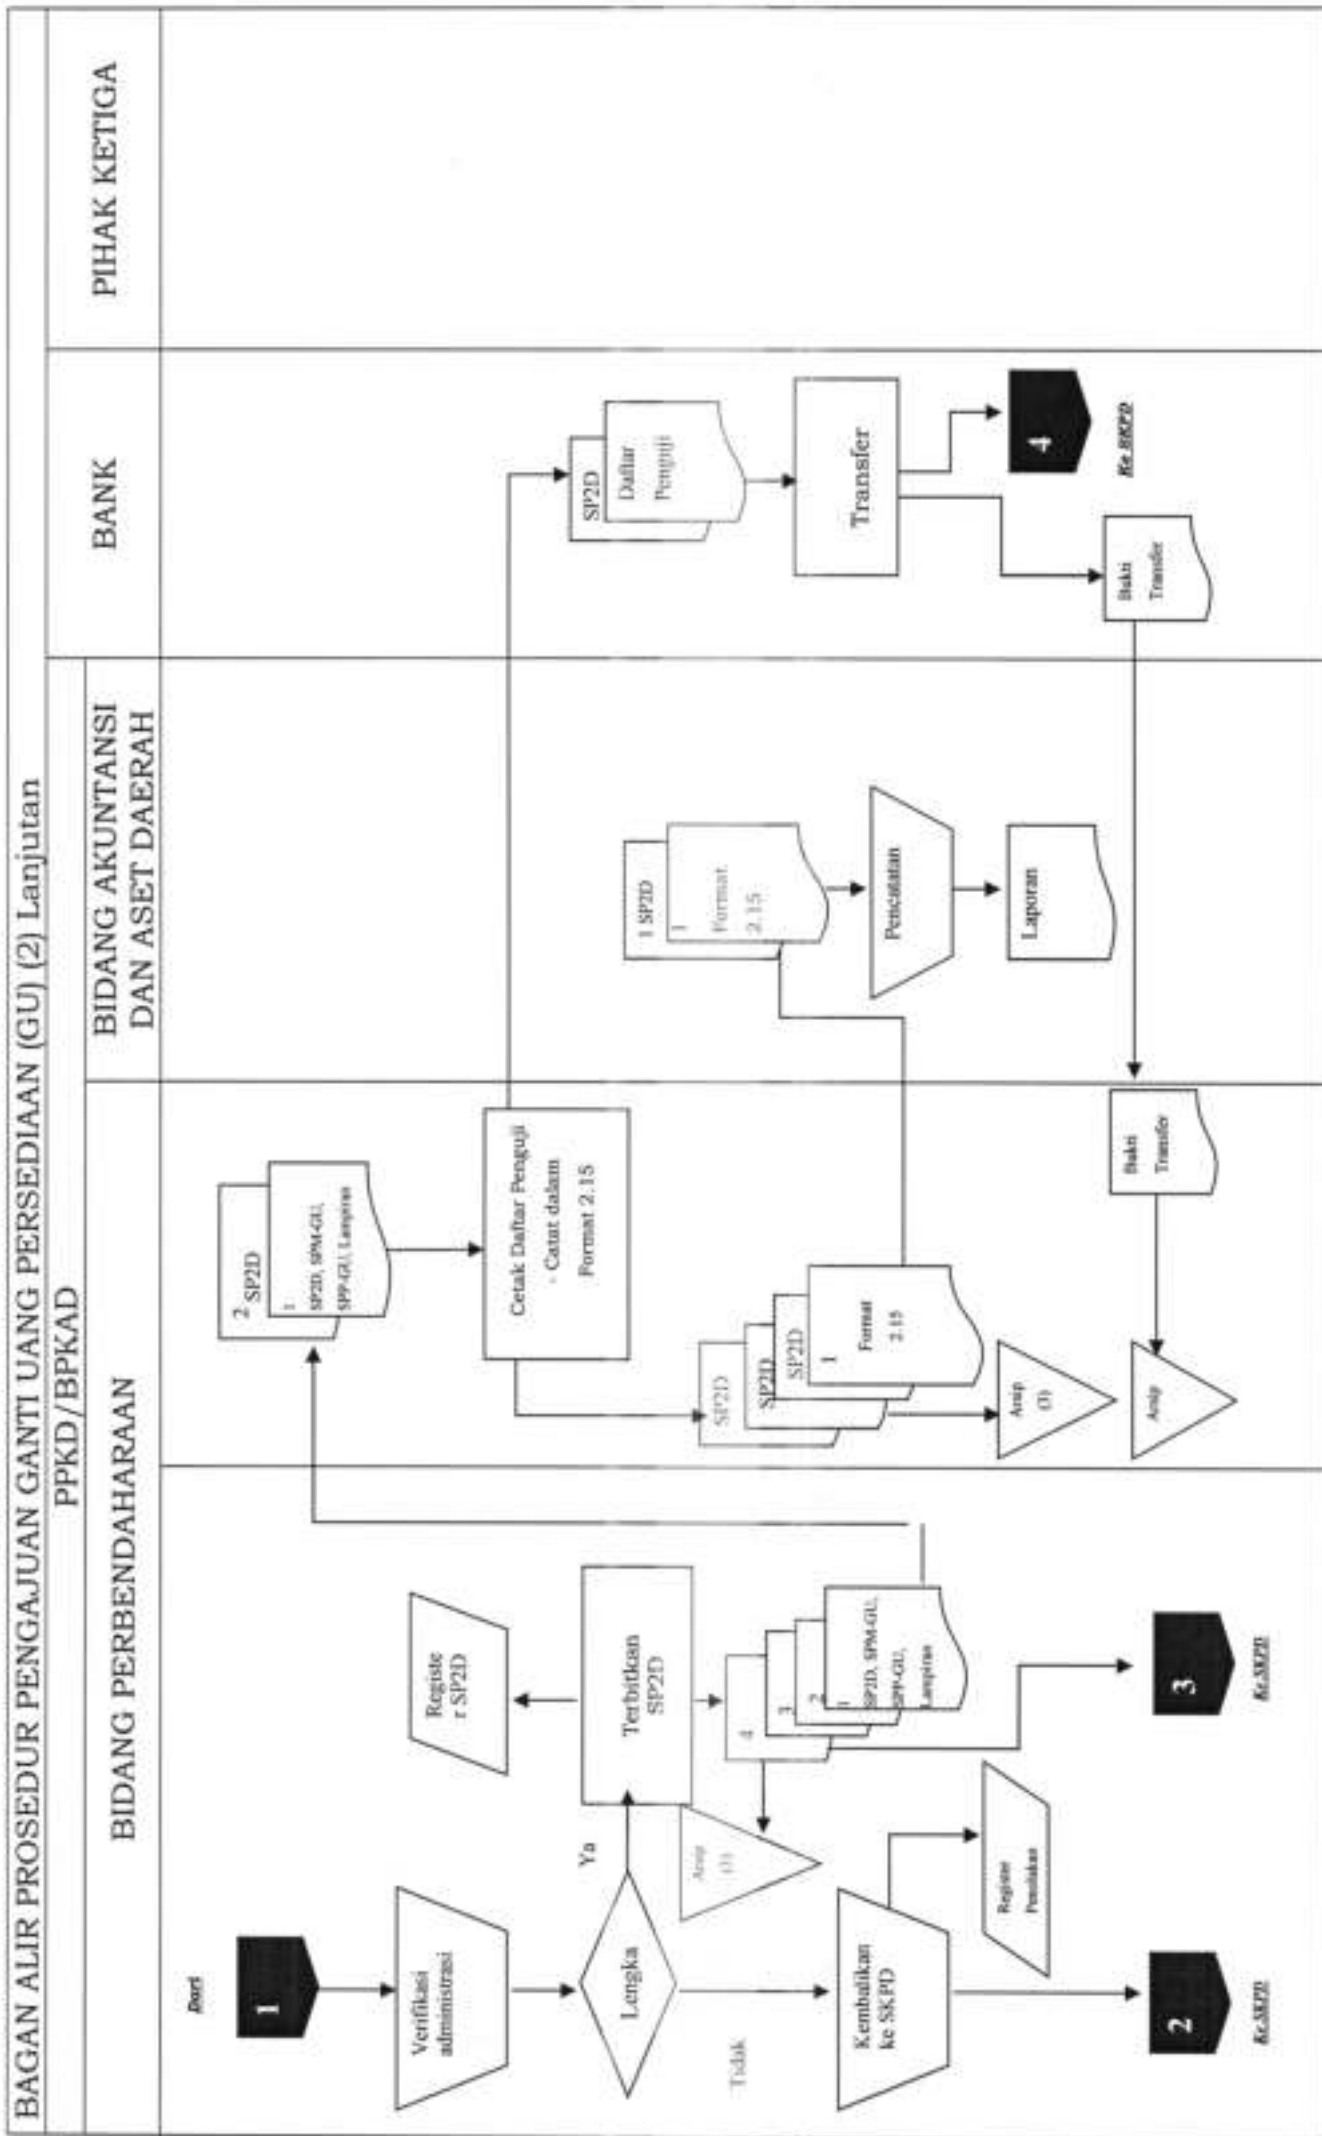 BAGAN ALIR PROSEDUR PENGAJUAN GANTI UANG PERSEDIAAN (GU) (2) Lanjutan
PPKD/BPKAD
BANK
PIHAK KETIGA
BIDANG PERBENDAHARAAN
BIDANG AKUNTANSI
DAN ASET DAERAH
Dari
1
Verifikasi
administrasi
Lengka
Ya
Tidak
Kembalikan
ke SKPD
Register
Penolakan
2
Ke SKPD
Registe
r SP2D
Terbitkan
SP2D
4
3
2
1
SP2D, SPM-GU,
SPP-GU,
Lampiran
Arsip
3
Ke SKPD
2
SP2D
1
SP2D, SPM-GU,
SPP-GU, Lampiran
Cetak Daftar Penguji
- Catat dalam
Format 2.15
SP2D
SP2D
SP2D
1
Format
2.15
Arsip
(3)
Bukti
Transfer
Arsip
1 SP2D
1
Format
2.15
Pencatatan
Laporan
SP2D
Daftar
Penguji
Transfer
4
Ke SKPD
Bukti
Transfer